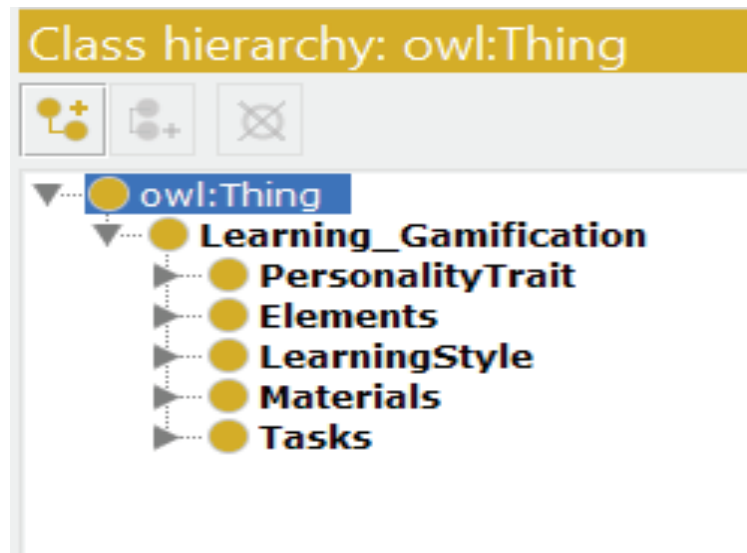 Class hierarchy: owl:Thing
owl:Thing
Learning_Gamification
PersonalityTrait
Elements
LearningStyle
Materials
Tasks